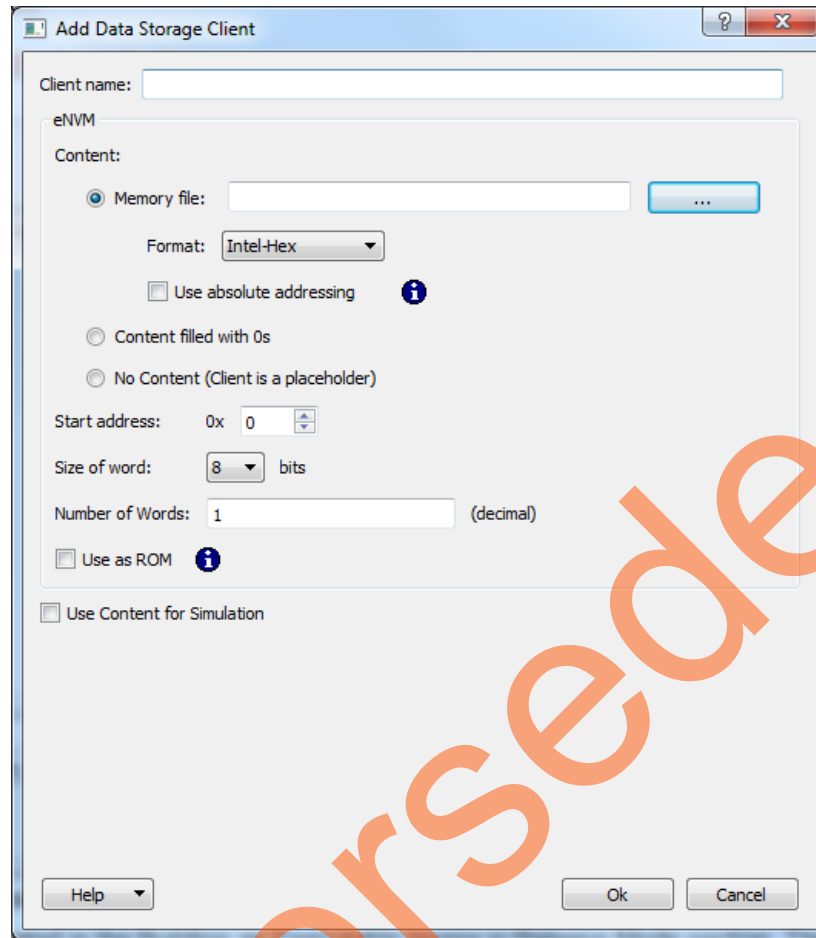 Add Data Storage Client
Client name:
eNVM
Content:
Memory file: ...
Format: Intel-Hex
Use absolute addressing
Content filled with 0s
No Content (Client is a placeholder)
Start address: 0x 0
Size of word: 8 bits
Number of Words: 1 (decimal)
Use as ROM
Use Content for Simulation
Help Ok Cancel